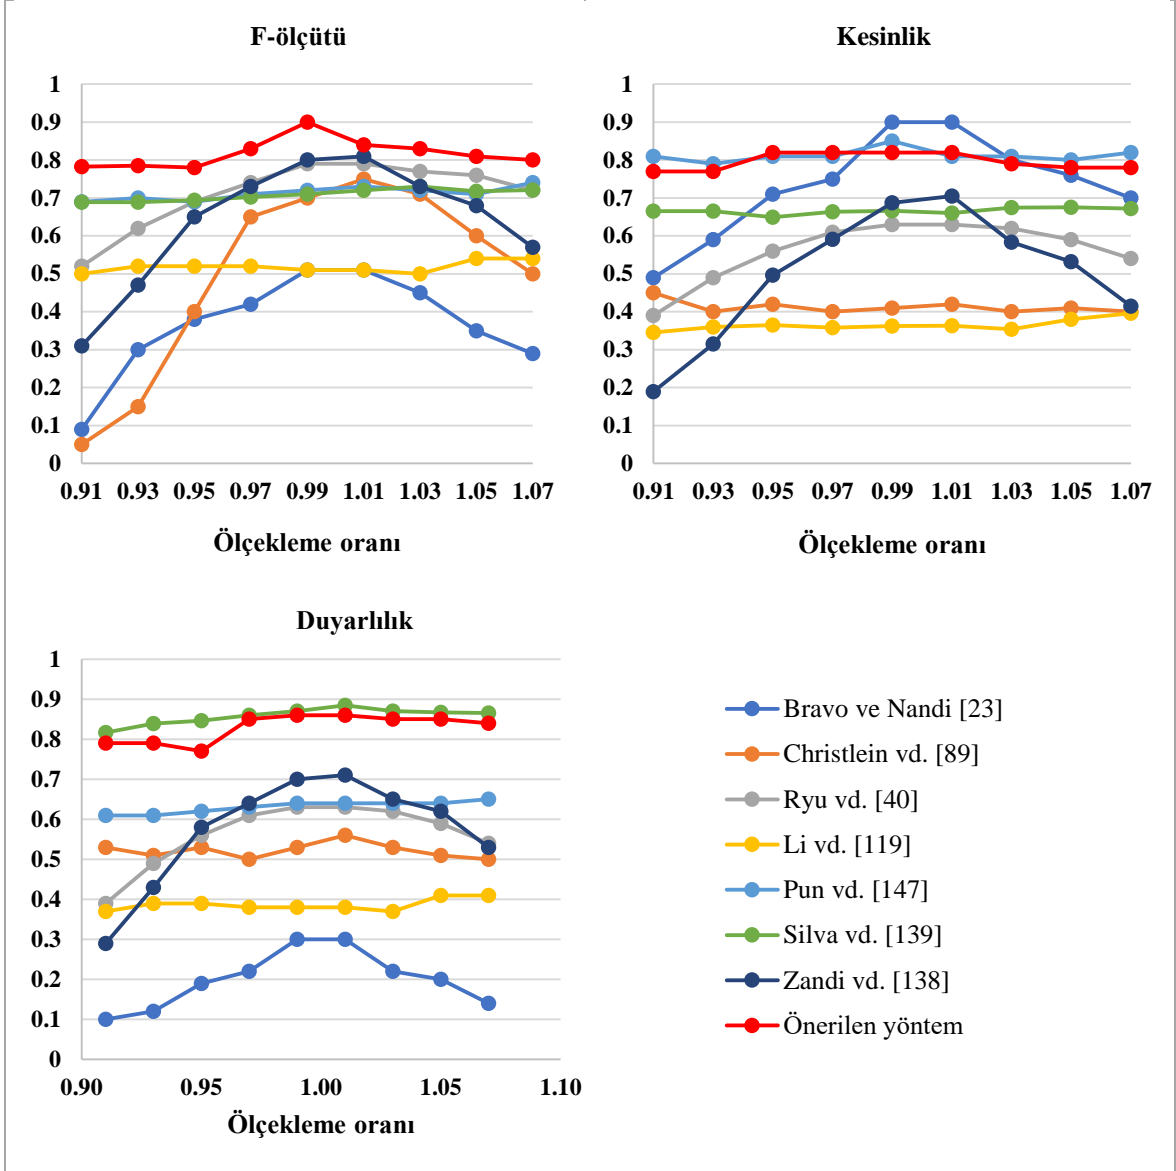 F-ölçütü
1
0.9
0.8
0.7
0.6
0.5
0.4
0.3
0.2
0.1
0
0.91 0.93 0.95 0.97 0.99 1.01 1.03 1.05 1.07
Ölçekleme oranı
Kesinlik
1
0.9
0.8
0.7
0.6
0.5
0.4
0.3
0.2
0.1
0
0.91 0.93 0.95 0.97 0.99 1.01 1.03 1.05 1.07
Ölçekleme oranı
Duyarlılık
1
0.9
0.8
0.7
0.6
0.5
0.4
0.3
0.2
0.1
0
0.90 0.95 1.00 1.05 1.10
Ölçekleme oranı
Bravo ve Nandi [23]
Christlein vd. [89]
Ryu vd. [40]
Li vd. [119]
Pun vd. [147]
Silva vd. [139]
Zandi vd. [138]
Önerilen yöntem